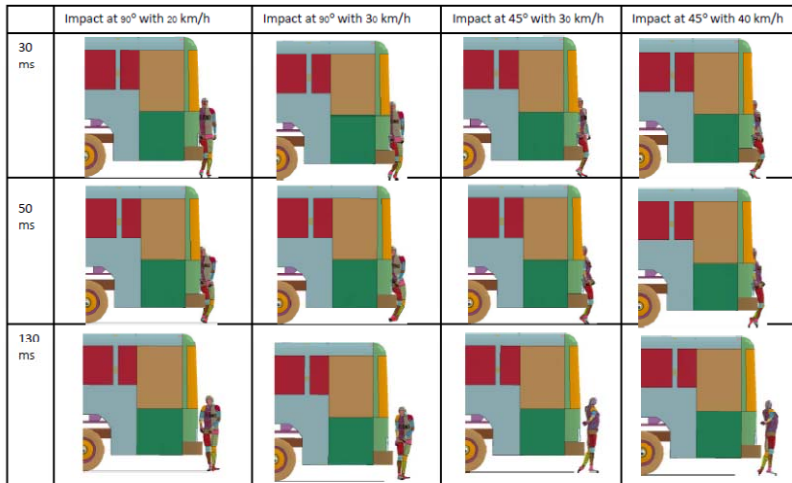 Impact at 90° with 20 km/h
Impact at 90° with 30 km/h
Impact at 45° with 30 km/h
Impact at 45° with 40 km/h
30
ms
50
ms
130
ms